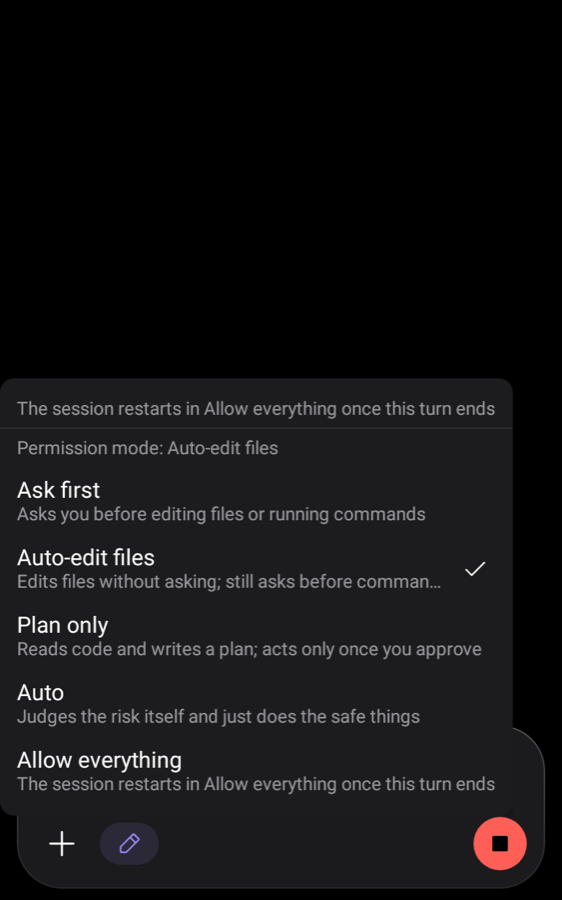 The session restarts in Allow everything once this turn ends
Permission mode: Auto-edit files
Ask first
Asks you before editing files or running commands
Auto-edit files
Edits files without asking; still asks before comman...
Plan only
Reads code and writes a plan; acts only once you approve
Auto
Judges the risk itself and just does the safe things
Allow everything
The session restarts in Allow everything once this turn ends